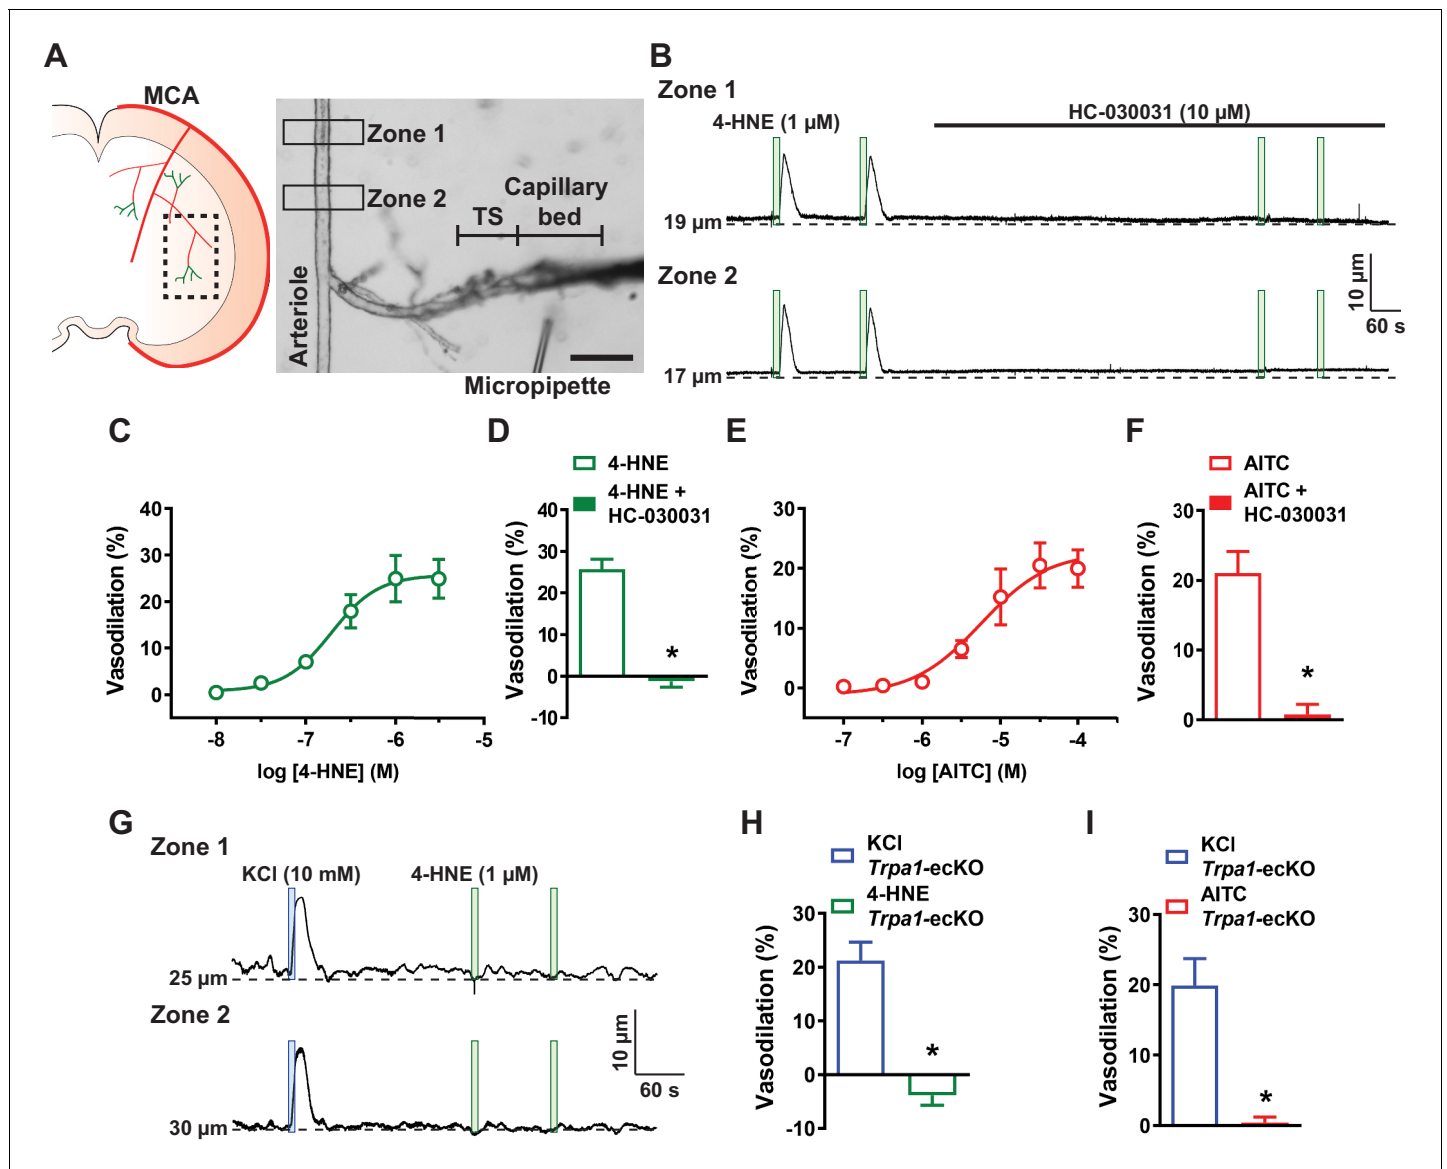 A
MCA
Zone 1
Zone 2
Capillary
bed
TS
Arteriole
Micropipette
B
Zone 1
4-HNE (1 µM)
HC-030031 (10 µM)
19 µm
Zone 2
17 µm
10 µm
60 s
C
Vasodilation (%)
40
30
20
10
0
-8
-7
-6
-5
log [4-HNE] (M)
D
4-HNE
4-HNE +
HC-030031
Vasodilation (%)
40
30
20
10
0
-10
*
E
Vasodilation (%)
30
20
10
0
-7
-6
-5
-4
log [AITC] (M)
F
AITC
AITC +
HC-030031
Vasodilation (%)
30
20
10
0
*
G
Zone 1
KCl (10 mM)
4-HNE (1 µM)
25 µm
Zone 2
30 µm
10 µm
60 s
H
KCl
Trpa1-ecKO
4-HNE
Trpa1-ecKO
Vasodilation (%)
30
20
10
0
-10
*
I
KCl
Trpa1-ecKO
AITC
Trpa1-ecKO
Vasodilation (%)
30
20
10
0
*